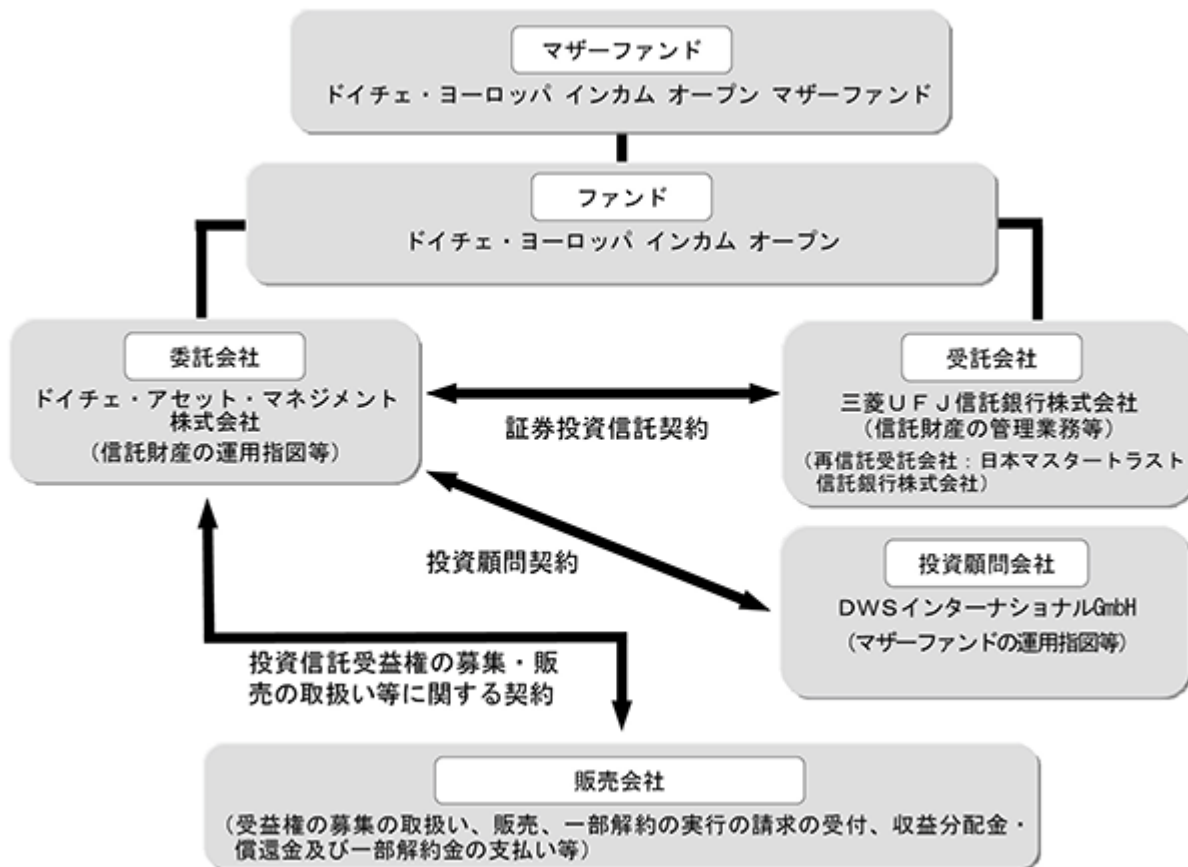 マザーファンド
ドイチェ・ヨーロッパ インカム オープン マザーファンド
ファンド
ドイチェ・ヨーロッパ インカム オープン
委託会社
ドイチェ・アセット・マネジメント
株式会社
(信託財産の運用指図等)
証券投資信託契約
受託会社
三菱UFJ信託銀行株式会社
(信託財産の管理業務等)
(再信託受託会社:日本マスタートラスト
信託銀行株式会社)
投資顧問契約
投資顧問会社
DWSインターナショナルGmbH
(マザーファンドの運用指図等)
投資信託受益権の募集・販
売の取扱い等に関する契約
販売会社
(受益権の募集の取扱い、販売、一部解約の実行の請求の受付、収益分配金・
償還金及び一部解約金の支払い等)